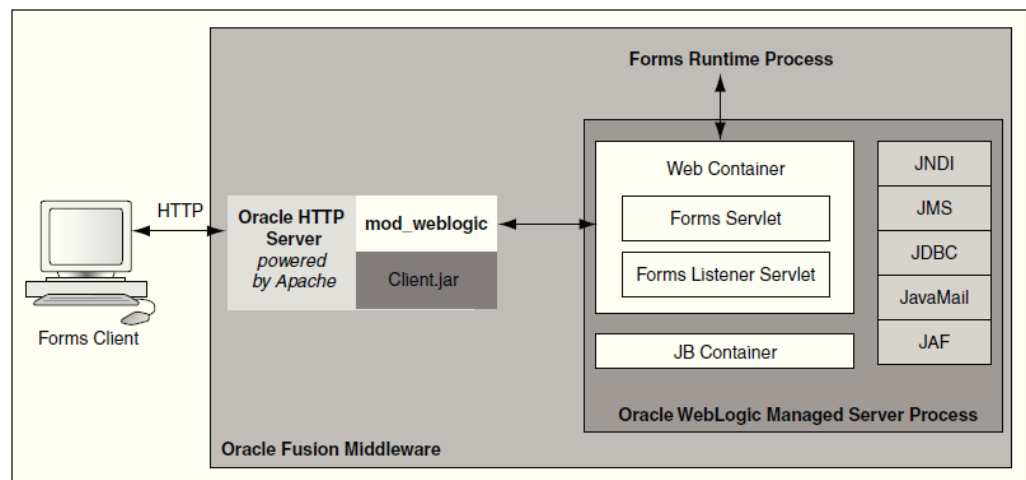 Forms Runtime Process
Web Container
Forms Servlet
Forms Listener Servlet
JB Container
JNDI
JMS
JDBC
JavaMail
JAF
Oracle WebLogic Managed Server Process
HTTP
Oracle HTTP
Server
powered
by Apache
mod_weblogic
Client.jar
Forms Client
Oracle Fusion Middleware